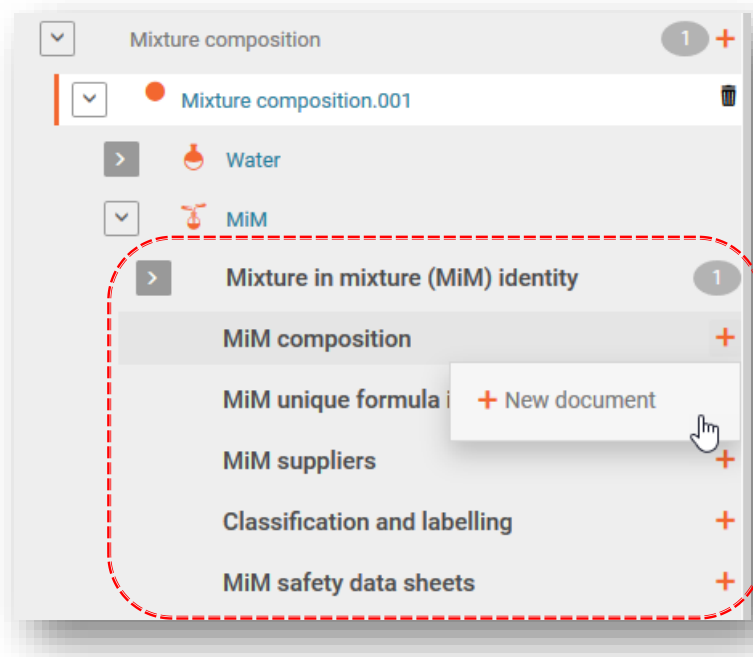 Mixture composition 1 +
Mixture composition.001
Water
MiM
Mixture in mixture (MiM) identity 1
MiM composition +
MiM unique formula + New document
MiM suppliers +
Classification and labelling +
MiM safety data sheets +